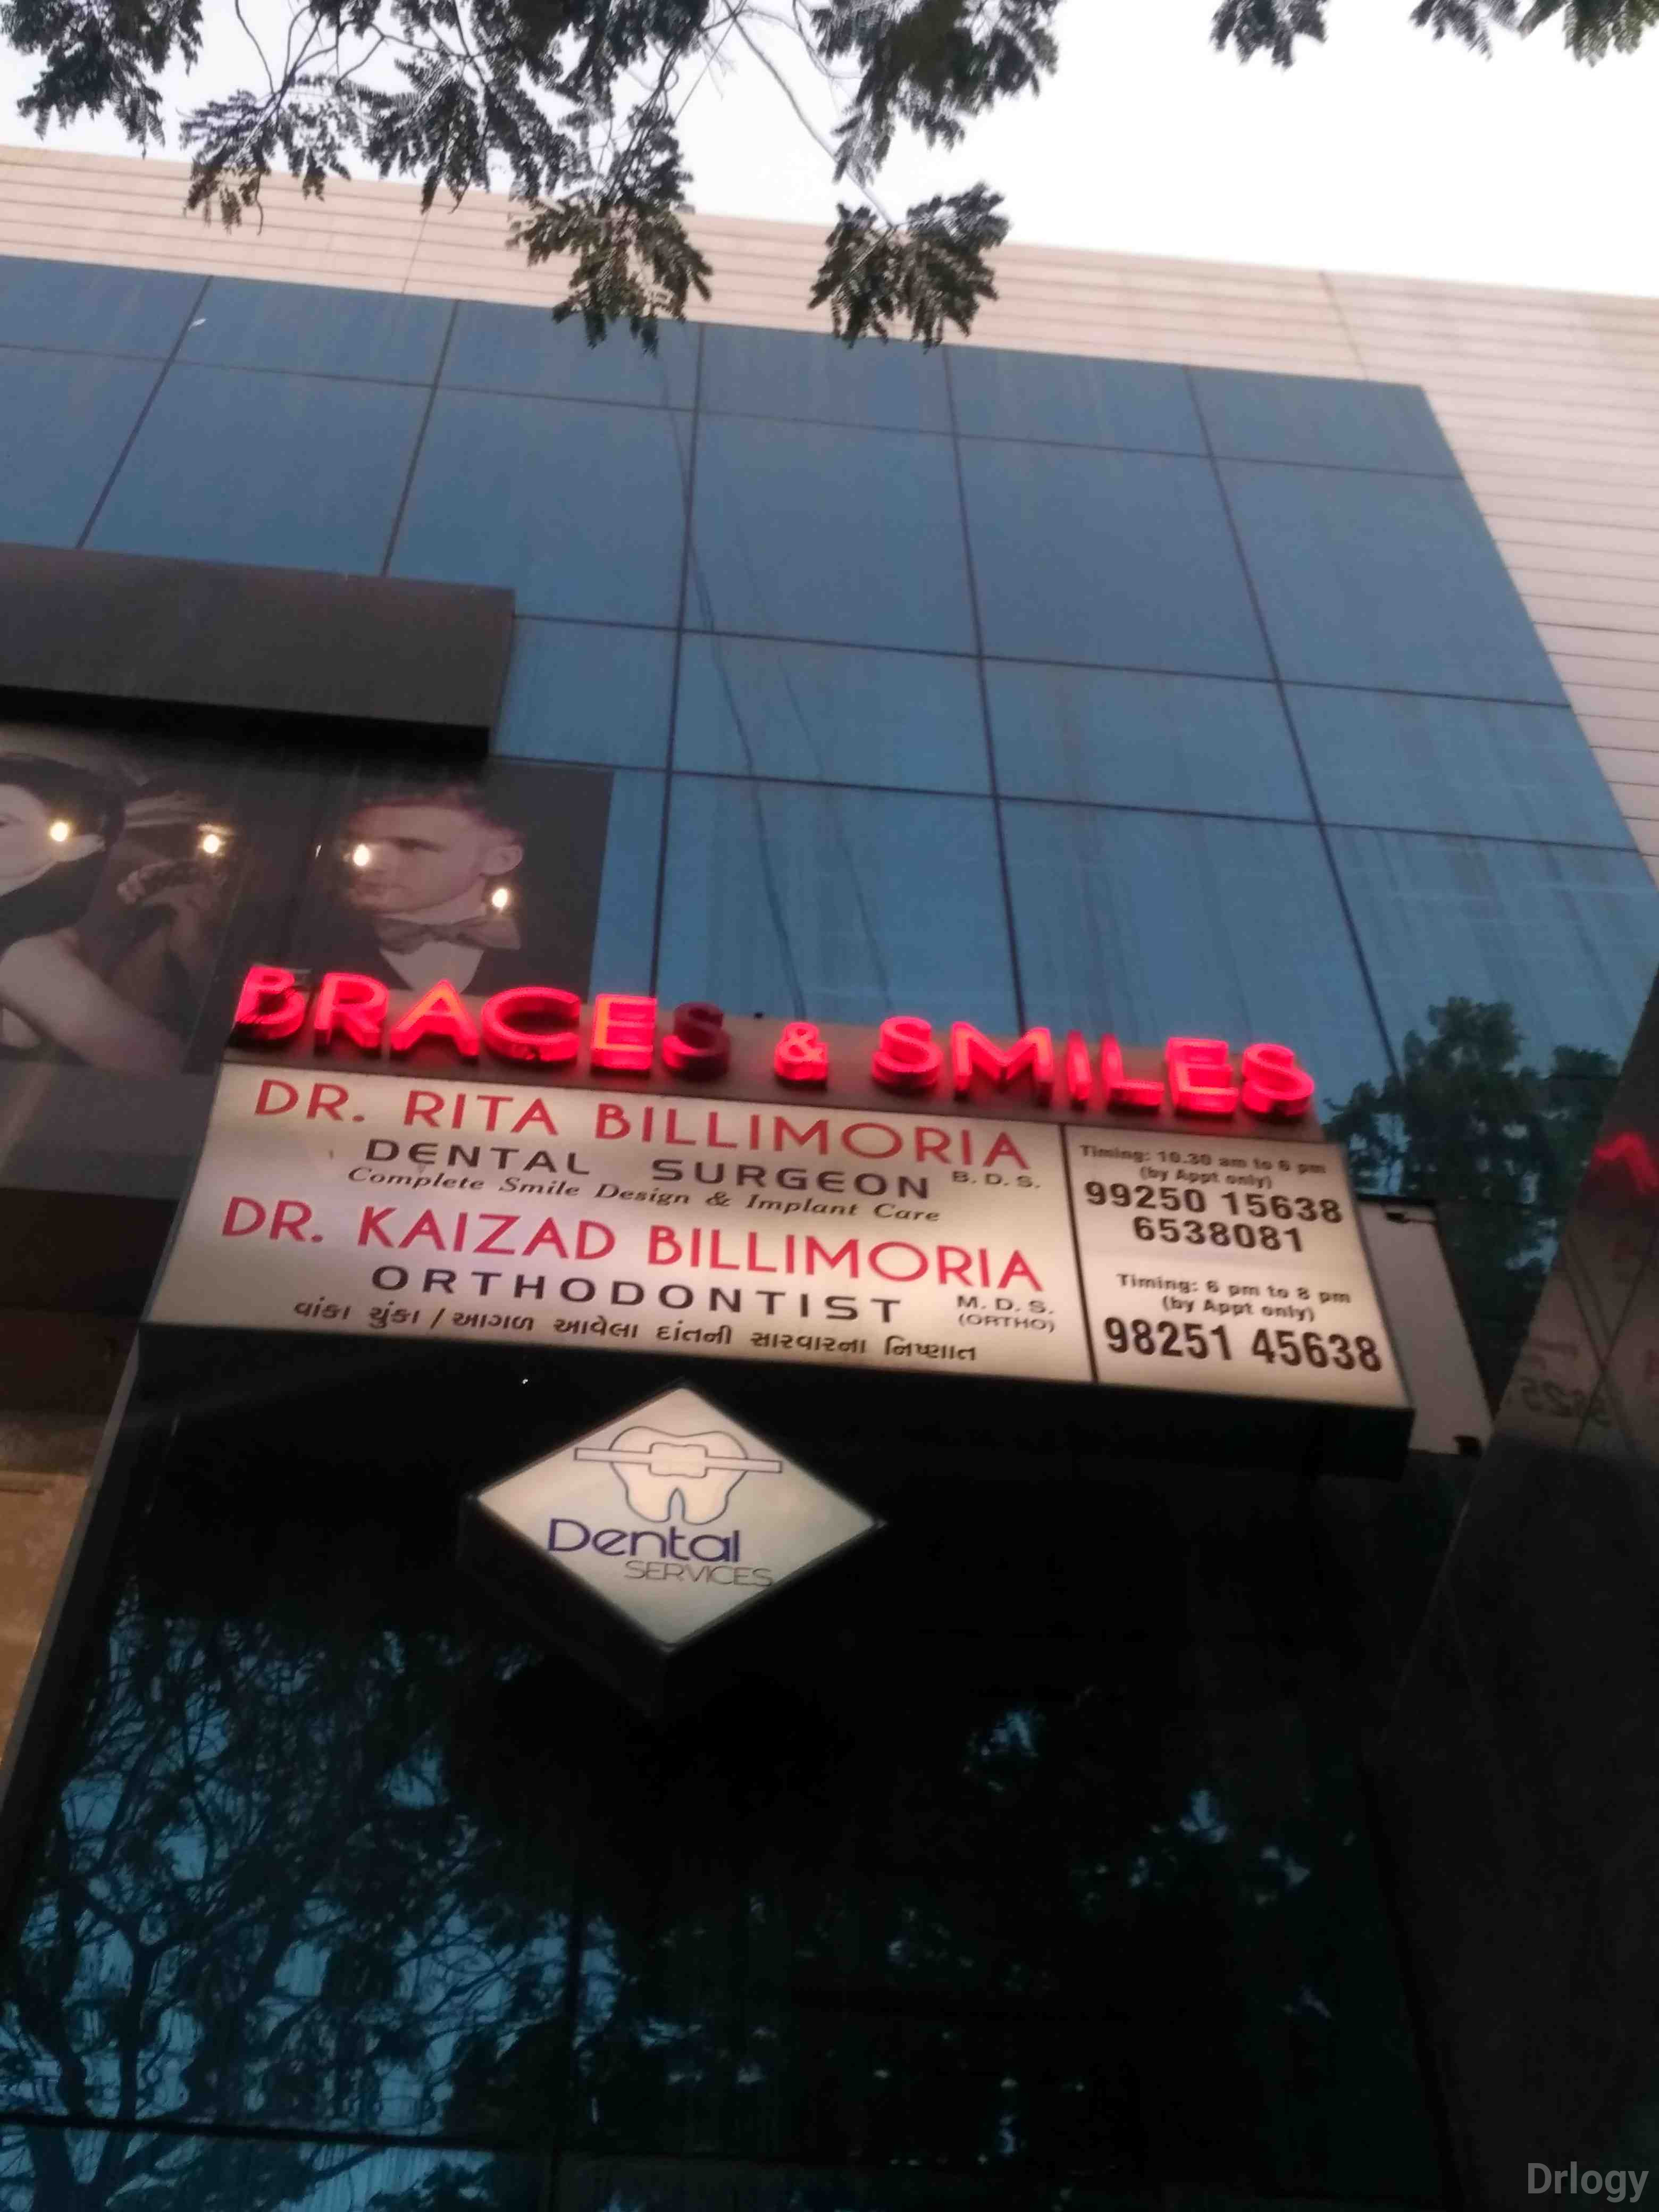 BRACES & SMILES
DR. RITA BILLIMORIA
DENTAL SURGEON B. D. S.
Complete Smile Design & Implant Care
DR. KAIZAD BILLIMORIA
ORTHODONTIST M. D. S.
(ORTHO)
વાંકા ચુંકા / આગળ આવેલા દાંતની સારવારના નિષ્ણાત
Timing: 10.30 am to 6 pm
(by Appt only)
99250 15638
6538081
Timing: 6 pm to 8 pm
(by Appt only)
98251 45638
Dental
SERVICES
Drlogy